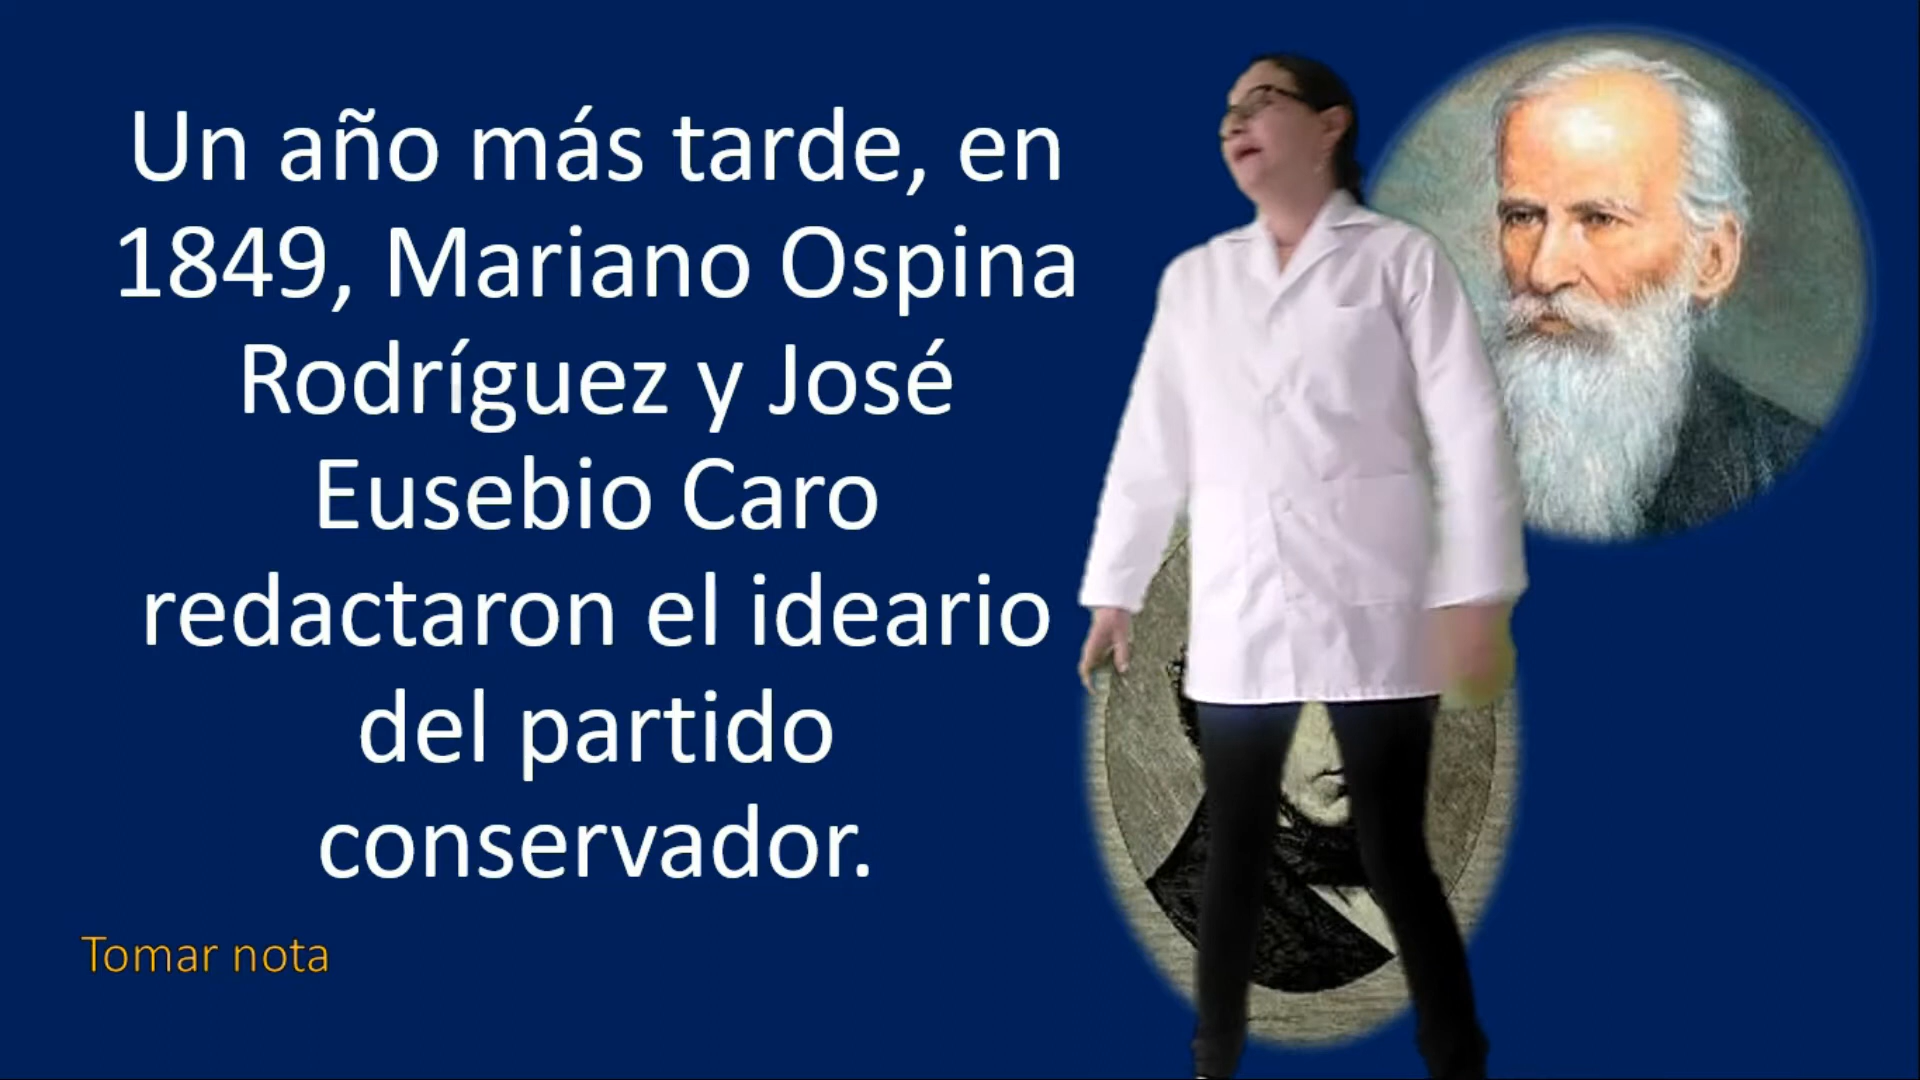 Un año más tarde, en
1849, Mariano Ospina
Rodríguez y José
Eusebio Caro
redactaron el ideario
del partido
conservador.
Tomar nota